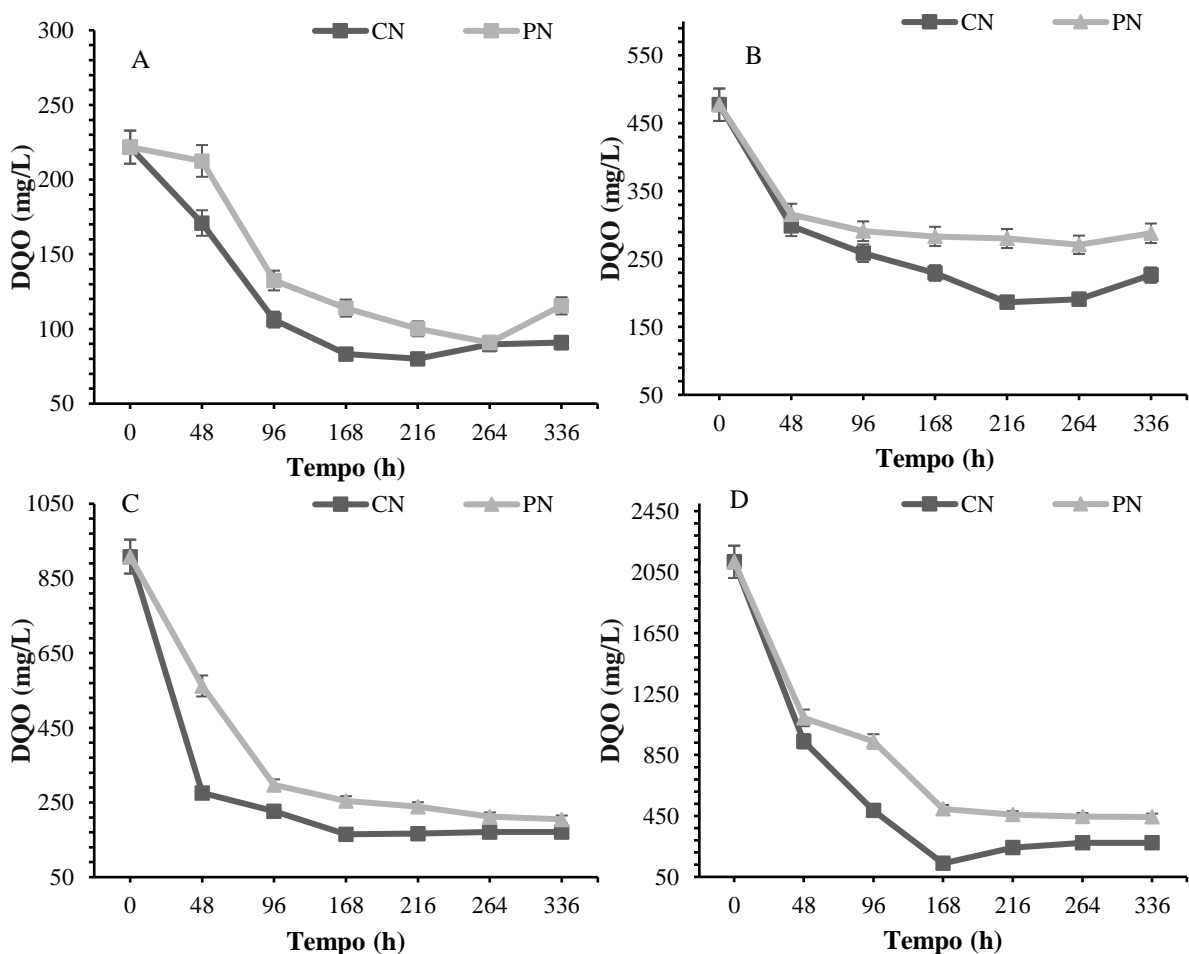 CN PN
A
DQO (mg/L)
300
250
200
150
100
50
0 48 96 168 216 264 336
Tempo (h)
CN PN
B
DQO (mg/L)
550
450
350
250
150
50
0 48 96 168 216 264 336
Tempo (h)
CN PN
C
DQO (mg/L)
1050
850
650
450
250
50
0 48 96 168 216 264 336
Tempo (h)
CN PN
D
DQO (mg/L)
2450
2050
1650
1250
850
450
50
0 48 96 168 216 264 336
Tempo (h)